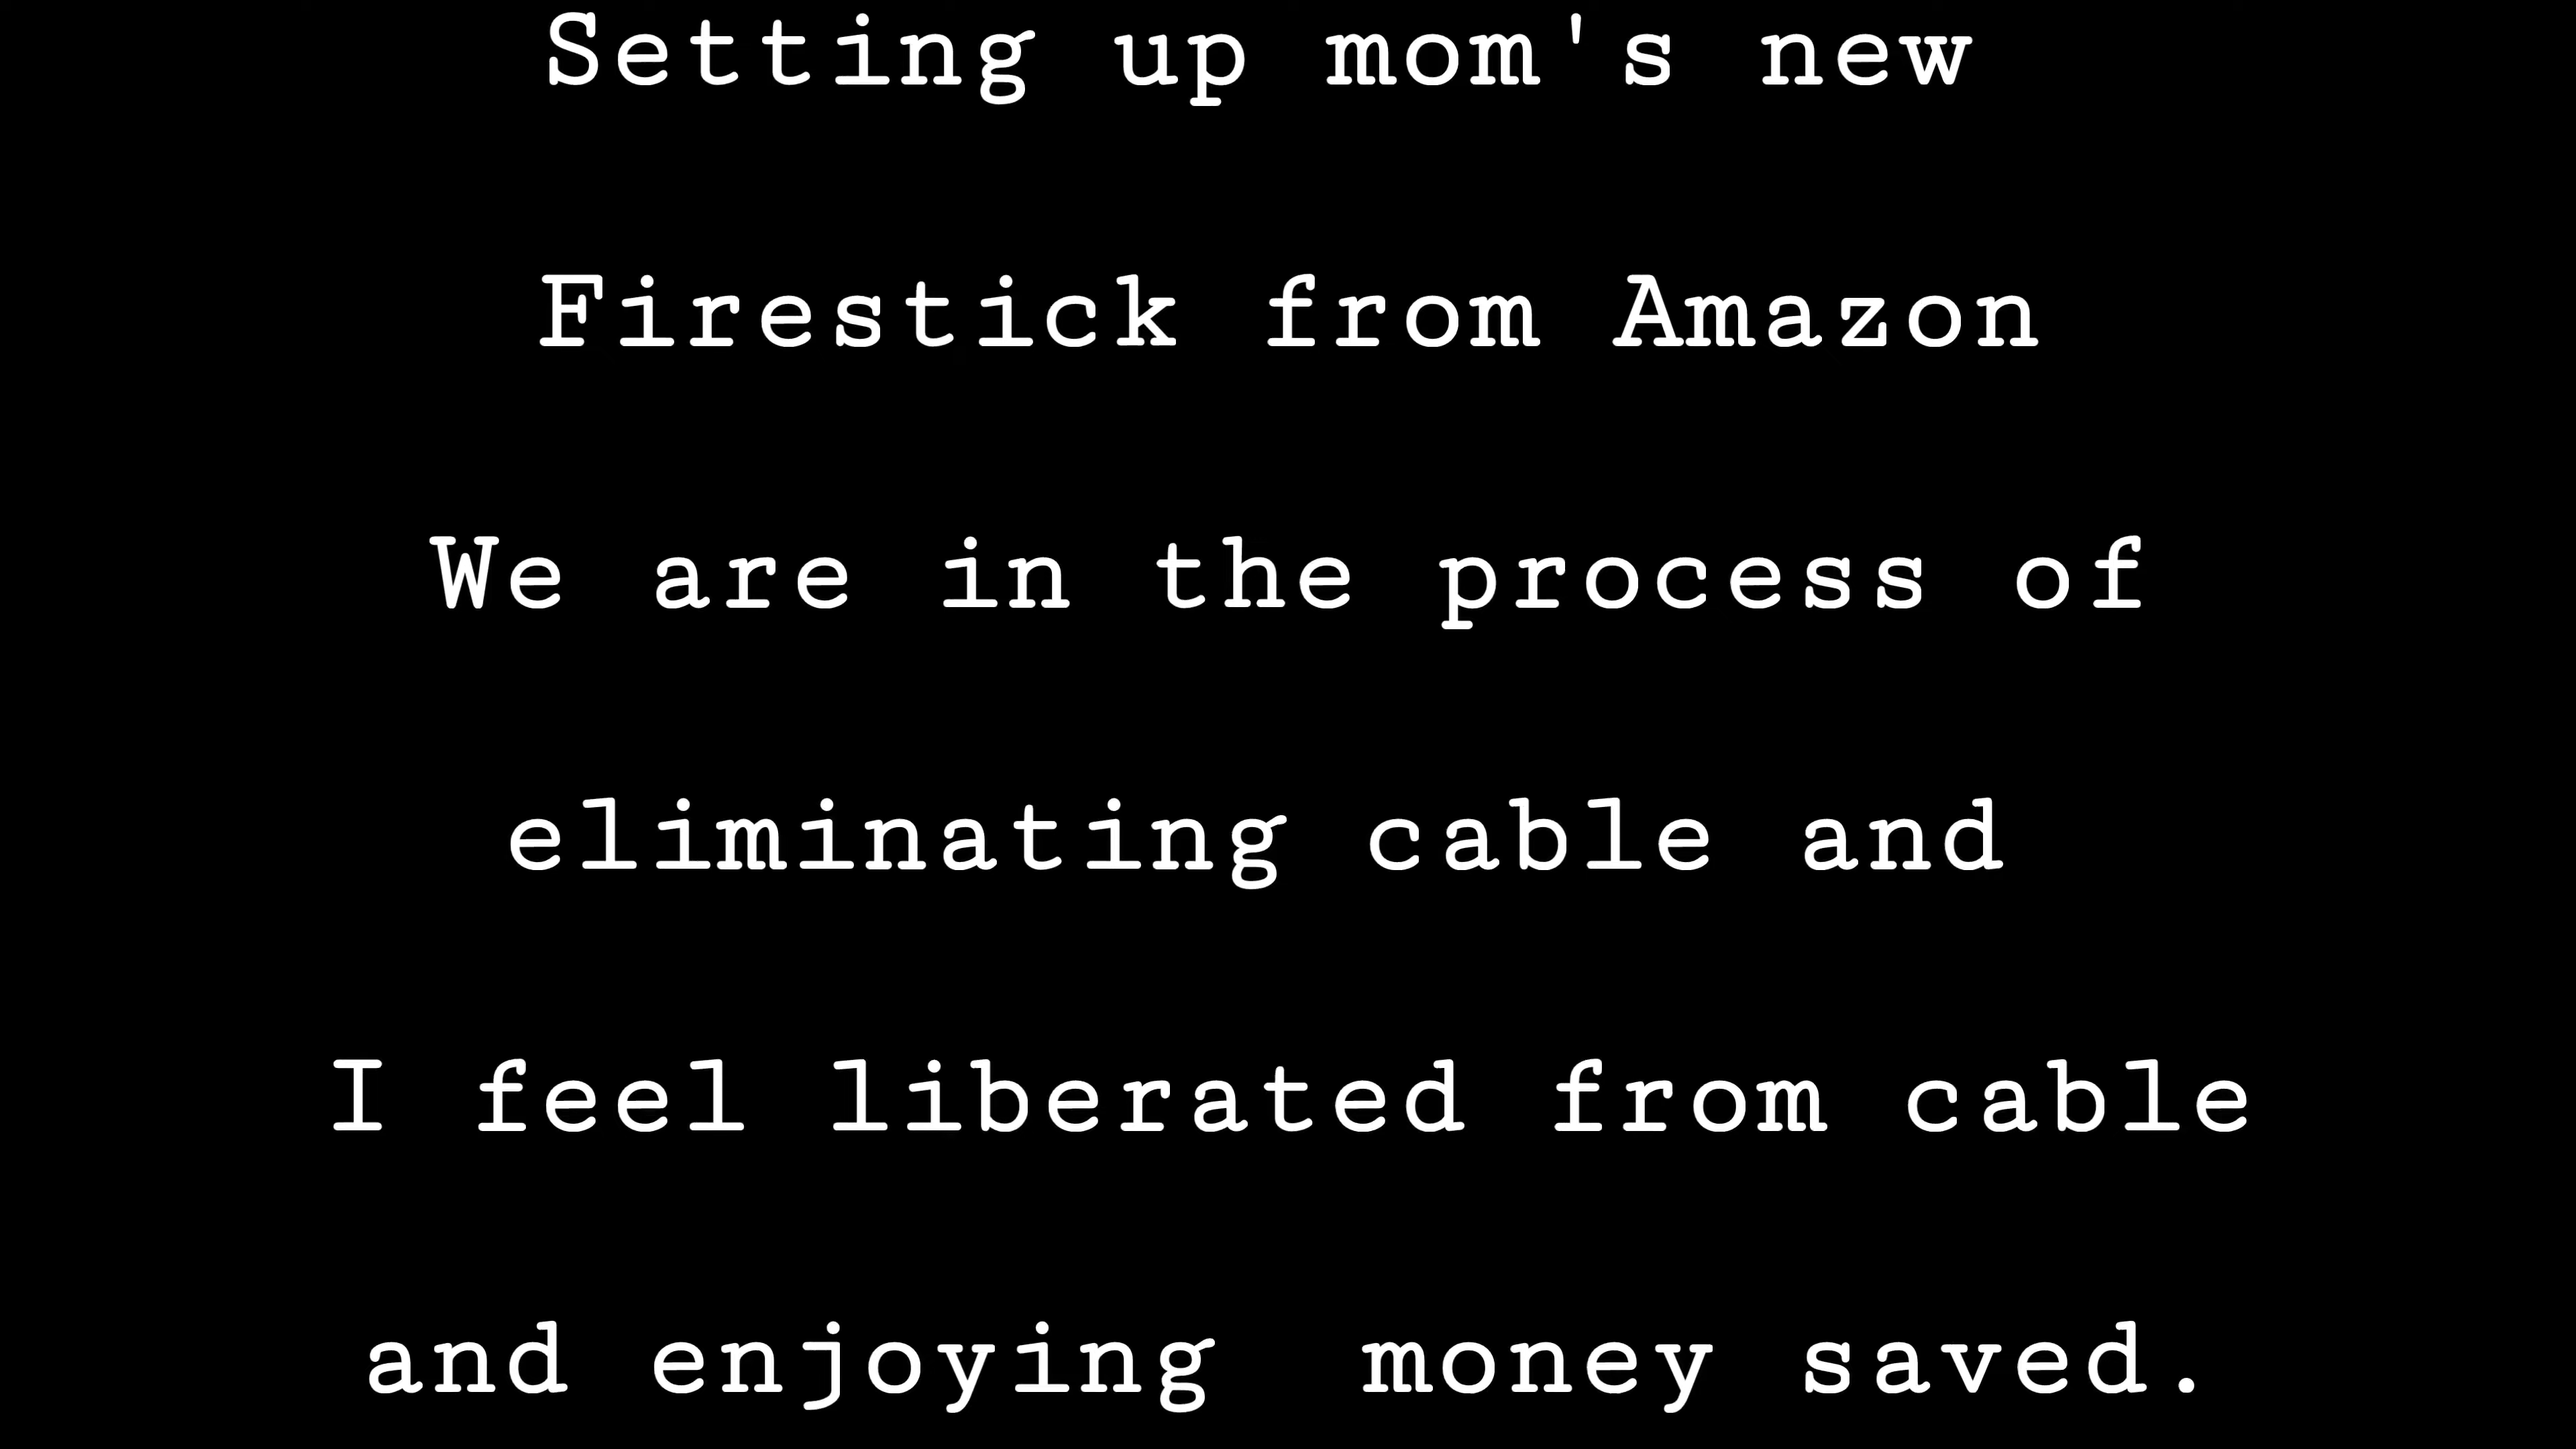 Setting up mom's new
Firestick from Amazon
We are in the process of
eliminating cable and
I feel liberated from cable
and enjoying  money saved.